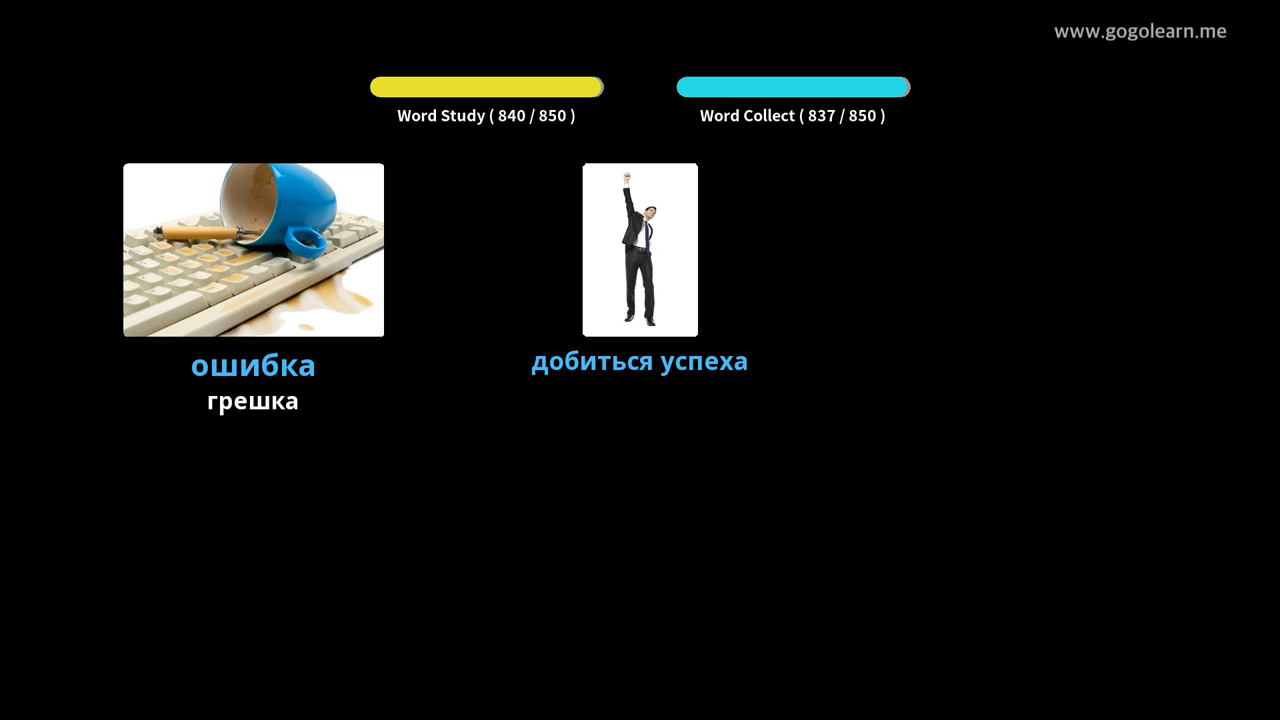 www.gogolearn.me
Word Study ( 840 / 850 )
Word Collect ( 837 / 850 )
ошибка
грешка
добиться успеха